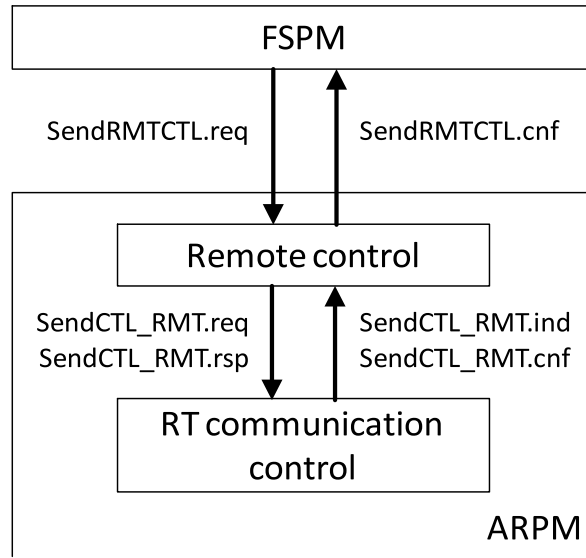 FSPM
SendRMTCTL.req
SendRMTCTL.cnf
Remote control
SendCTL_RMT.req
SendCTL_RMT.rsp
SendCTL_RMT.ind
SendCTL_RMT.cnf
RT communication
control
ARPM